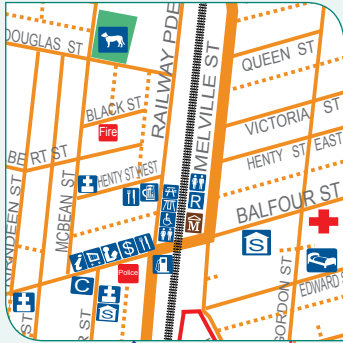 DOUGLAS ST
RAILWAY PDE
MELVILLE ST
QUEEN ST
BLACK ST
Fire
VICTORIA ST
BERT ST
HENTY ST WEST
HENTY ST EAST
MCBEAN ST
R
BALFOUR ST
M
S
$
Police
C
S
GORDON ST
EDWARD S
ST
R ST